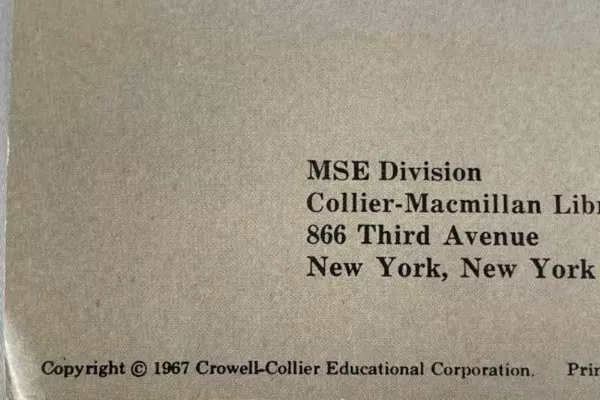 MSE Division
Collier-Macmillan Libr
866 Third Avenue
New York, New York
Copyright © 1967 Crowell-Collier Educational Corporation. Prin